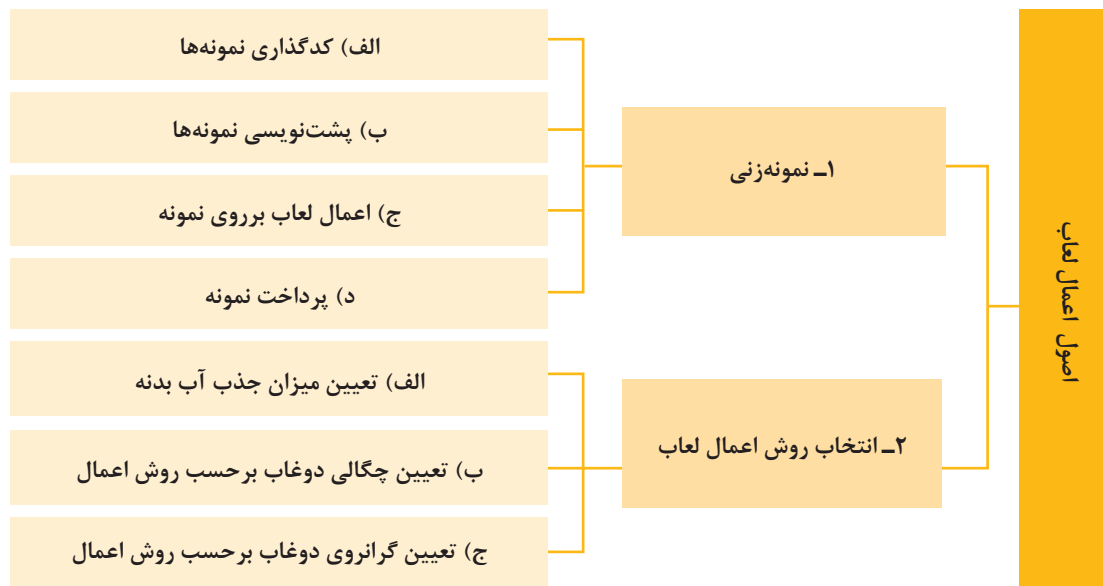 اصول اعمال لعاب
۱ـ نمونه‌زنی
الف) کدگذاری نمونه‌ها
ب) پشت‌نویسی نمونه‌ها
ج) اعمال لعاب برروی نمونه
د) پرداخت نمونه
۲ـ انتخاب روش اعمال لعاب
الف) تعیین میزان جذب آب بدنه
ب) تعیین چگالی دوغاب برحسب روش اعمال
ج) تعیین گرانروی دوغاب برحسب روش اعمال